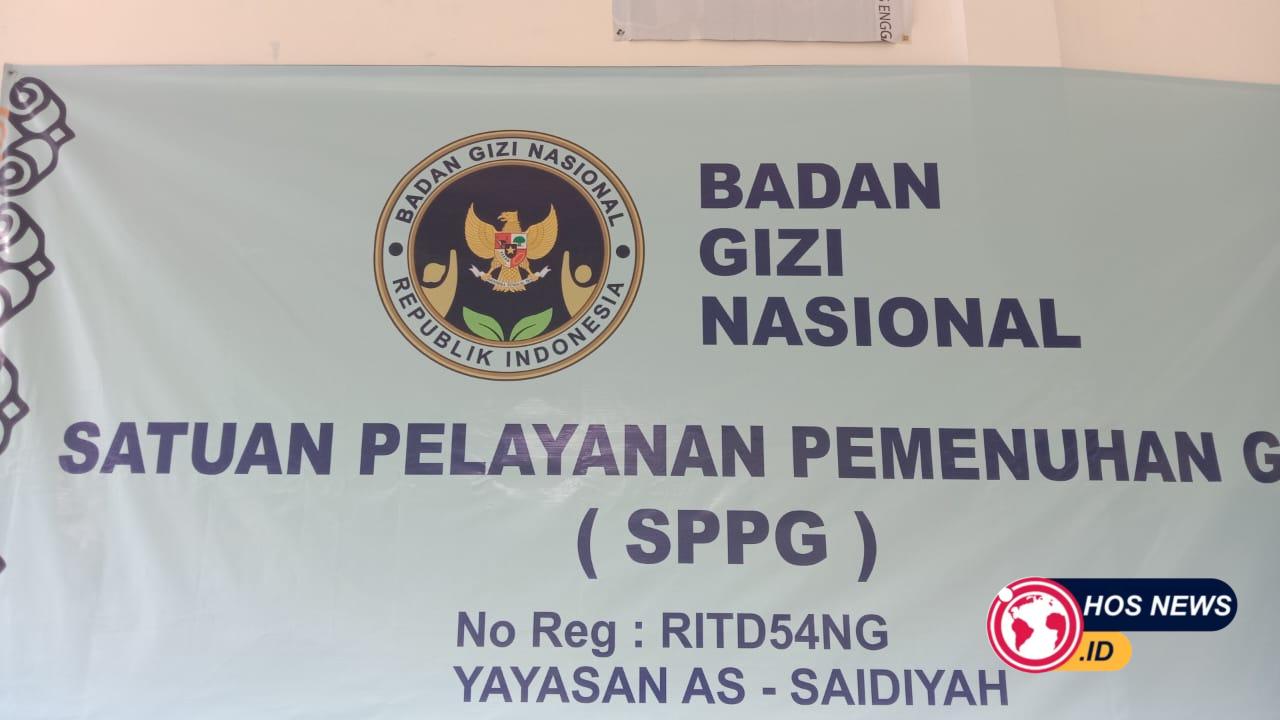 ENGGA
BADAN GIZI NASIONAL
REPUBLIK INDONESIA
BADAN
GIZI
NASIONAL
SATUAN PELAYANAN PEMENUHAN G
( SPPG )
No Reg : RITD54NG
YAYASAN AS - SAIDIYAH
HOS NEWS
.ID